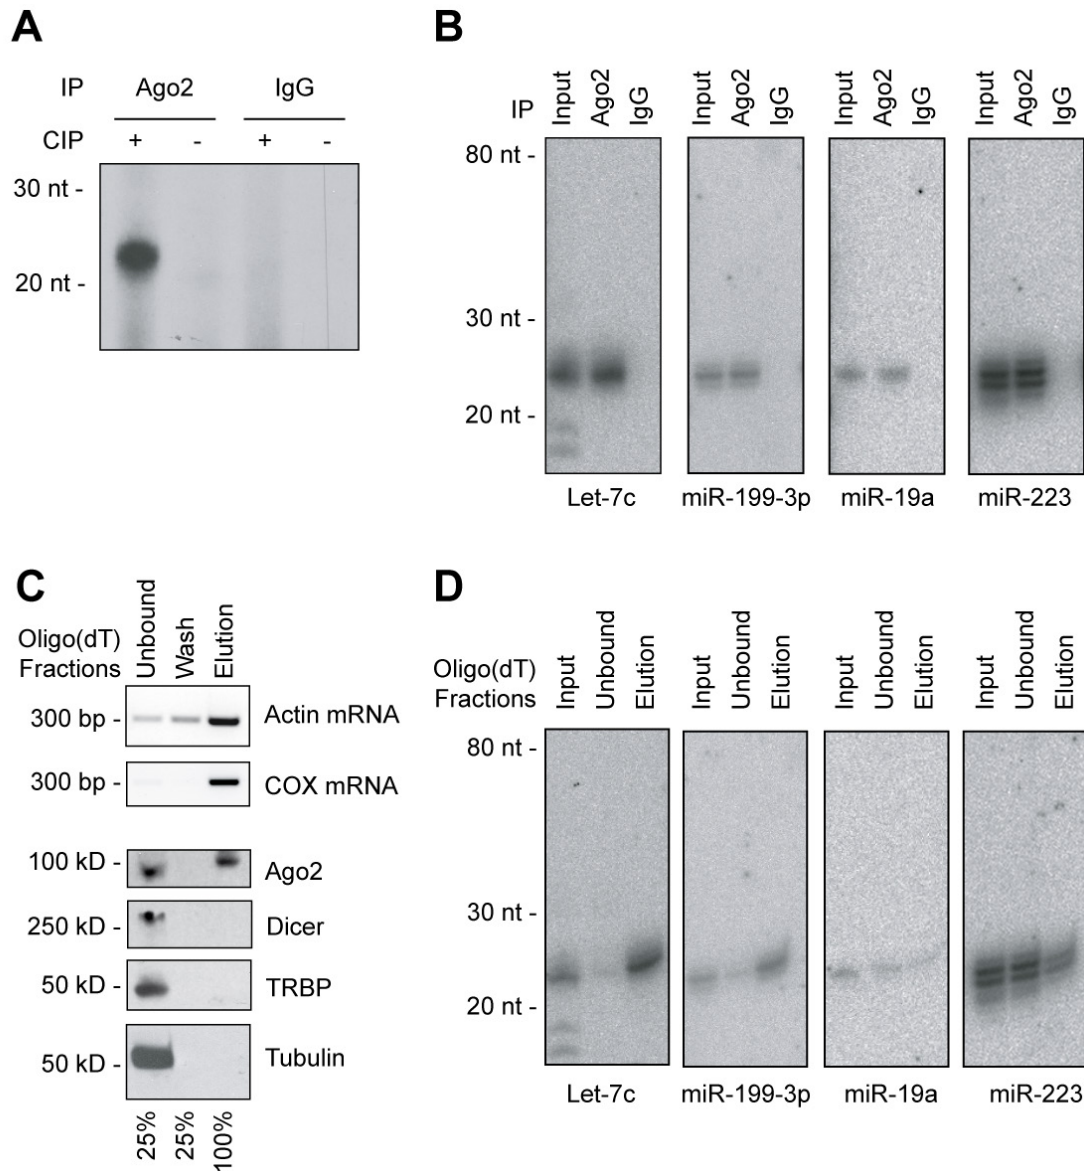 A
IP Ago2 IgG
CIP + - + -
30 nt -
20 nt -
B
IP Input Ago2 IgG Input Ago2 IgG Input Ago2 IgG Input Ago2 IgG
80 nt -
30 nt -
20 nt -
Let-7c miR-199-3p miR-19a miR-223
C
Oligo(dT)
Fractions Unbound Wash Elution
300 bp - Actin mRNA
300 bp - COX mRNA
100 kD - Ago2
250 kD - Dicer
50 kD - TRBP
50 kD - Tubulin
25% 25% 100%
D
Oligo(dT)
Fractions Input Unbound Elution Input Unbound Elution Input Unbound Elution Input Unbound Elution
80 nt -
30 nt -
20 nt -
Let-7c miR-199-3p miR-19a miR-223